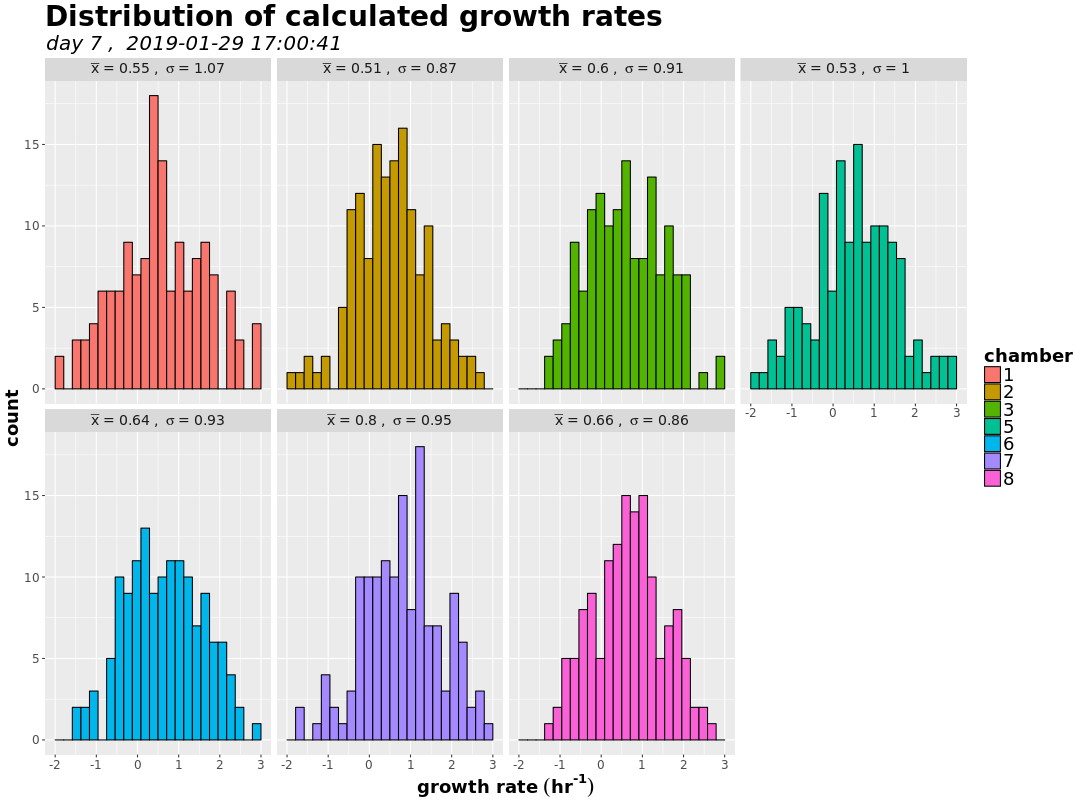 Distribution of calculated growth rates
day 7 , 2019-01-29 17:00:41
x̅ = 0.55 , σ = 1.07
x̅ = 0.51 , σ = 0.87
x̅ = 0.6 , σ = 0.91
x̅ = 0.53 , σ = 1
15
10
5
0
-2 -1 0 1 2 3
count
x̅ = 0.64 , σ = 0.93
x̅ = 0.8 , σ = 0.95
x̅ = 0.66 , σ = 0.86
15
10
5
0
-2 -1 0 1 2 3
-2 -1 0 1 2 3
-2 -1 0 1 2 3
growth rate (hr⁻¹)
chamber
1
2
3
5
6
7
8